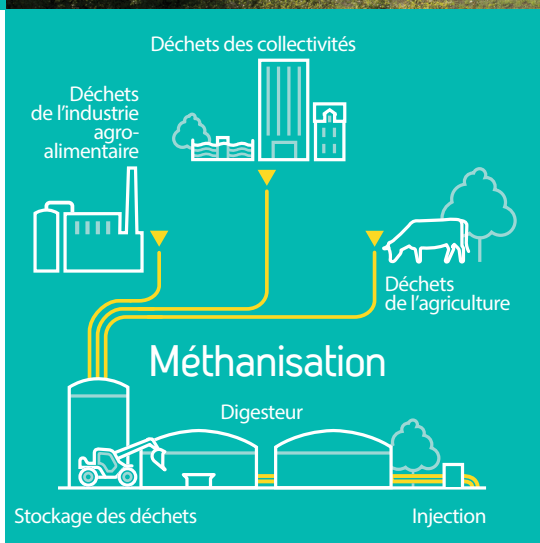 Déchets des collectivités
Déchets
de l'industrie
agro-
alimentaire
Déchets
de l'agriculture
Méthanisation
Digesteur
Stockage des déchets
Injection